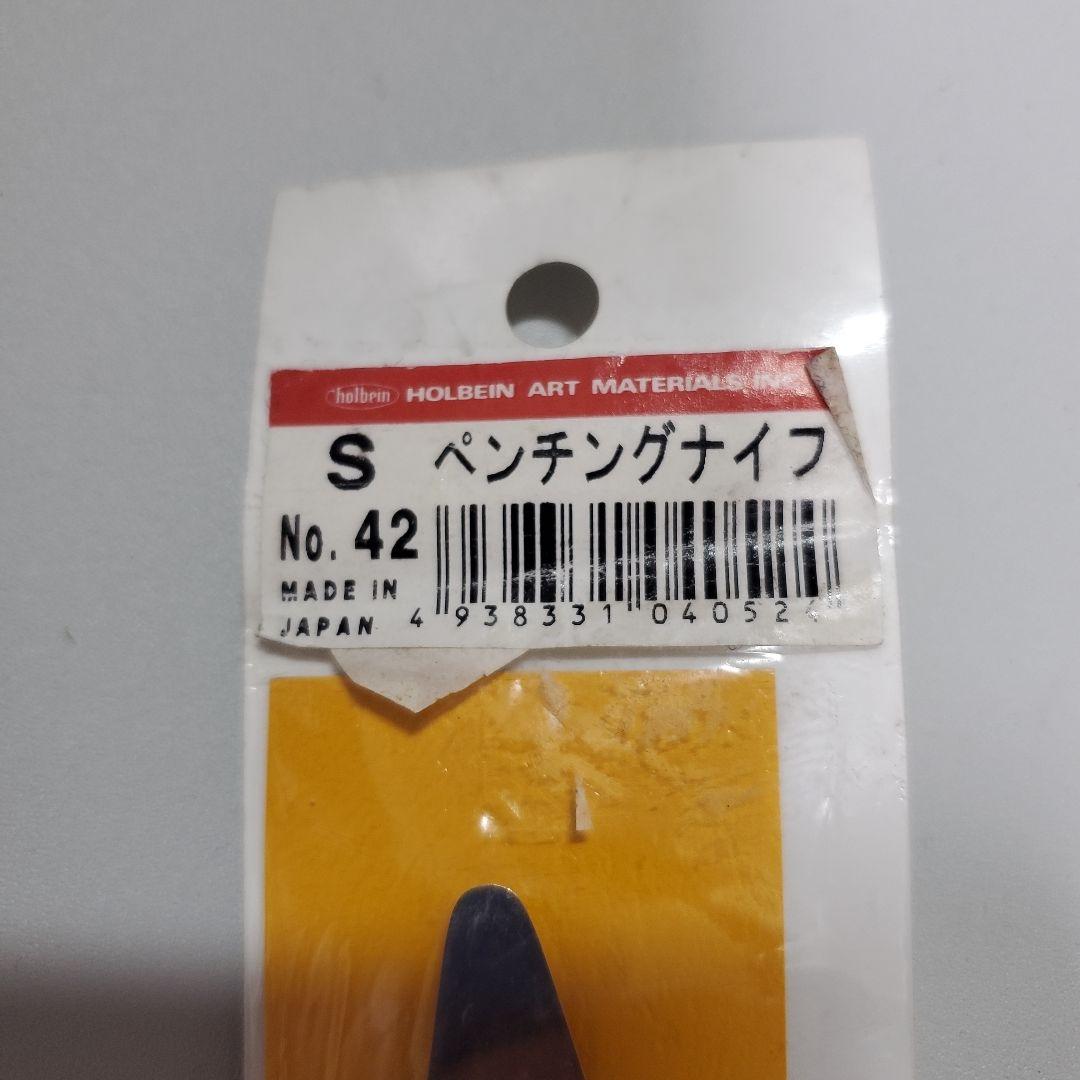 holbein HOLBEIN ART MATERIALS INC.
S ペンチングナイフ
No. 42
MADE IN
JAPAN
4 938331 040524